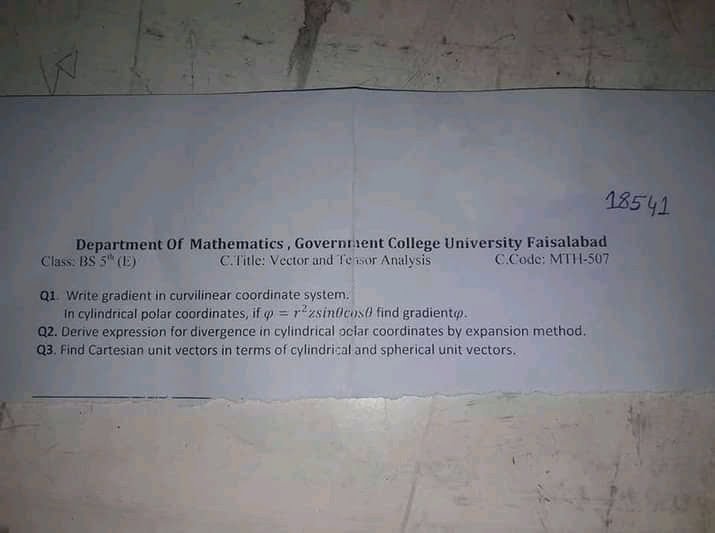 18541
Department Of Mathematics , Government College University Faisalabad
Class: BS 5th (E) C.Title: Vector and Tensor Analysis C.Code: MTH-507
Q1. Write gradient in curvilinear coordinate system.
In cylindrical polar coordinates, if φ = r²zsinθcosθ find gradientφ.
Q2. Derive expression for divergence in cylindrical polar coordinates by expansion method.
Q3. Find Cartesian unit vectors in terms of cylindrical and spherical unit vectors.